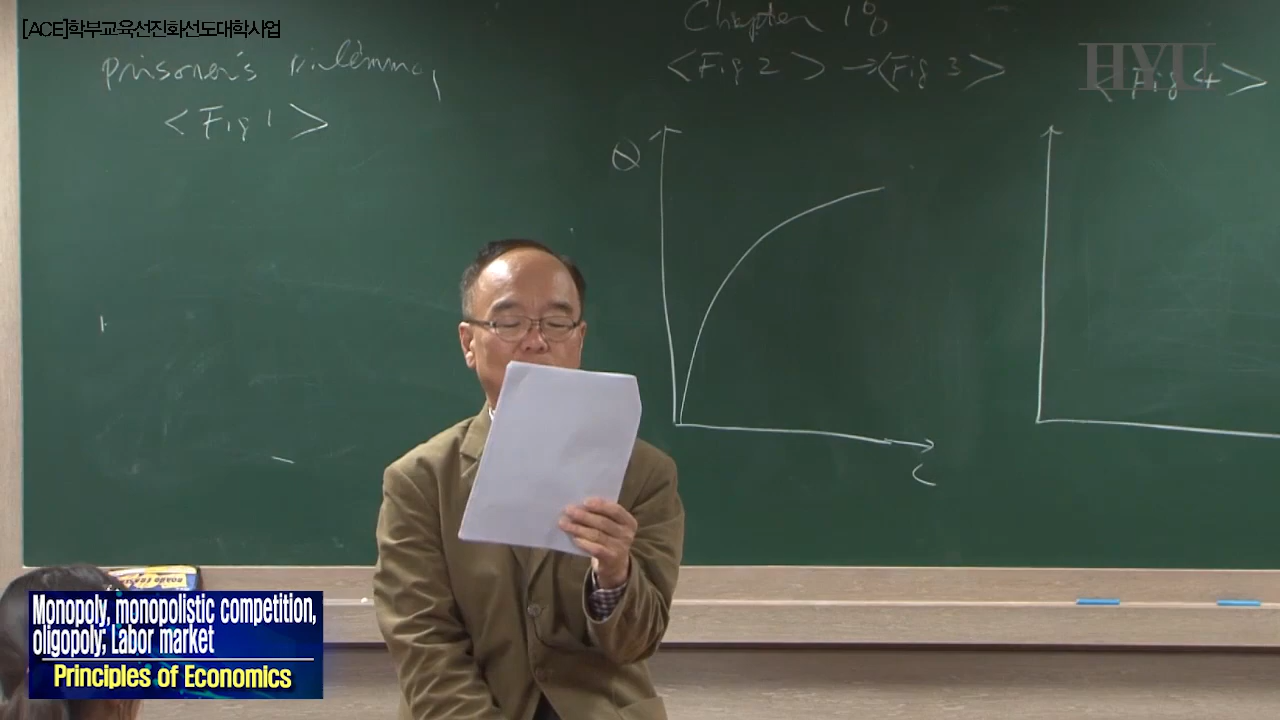 [ACE]학부교육선진화선도대학사업
Prisoner's Dilemma
<Fig 1>
Chapter 18
<Fig 2> → <Fig 3>
<Fig 4>
HYU
Q
L
Monopoly, monopolistic competition,
oligopoly; Labor market
Principles of Economics